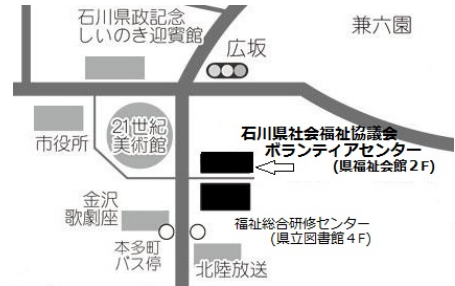 石川県政記念
しいのき迎賓館
広坂
兼六園
市役所
21世紀
美術館
石川県社会福祉協議会
ボランティアセンター
(県福祉会館2F)
金沢
歌劇座
福祉総合研修センター
(県立図書館4F)
本多町
バス停
北陸放送